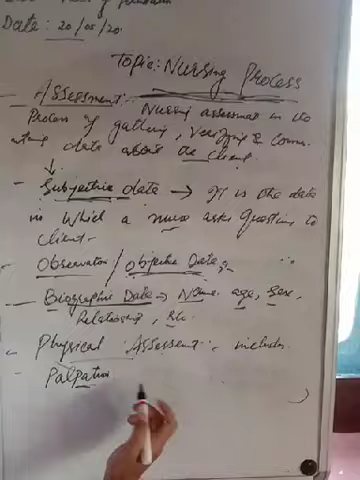 Date: 20/05/20
Topic: Nursing Process
- Assessment:- Nursing assessment is the
Process of gathering, Verifying & Commu
data about the client
↓
- Subjective data → It is the data
in which a nurse asks question to
client-
- Observation / objective Data,:-
- Biographic Data → Name, age, Sex,
Relationship, etc.
- Physical Assessment:- includes
- Palpation